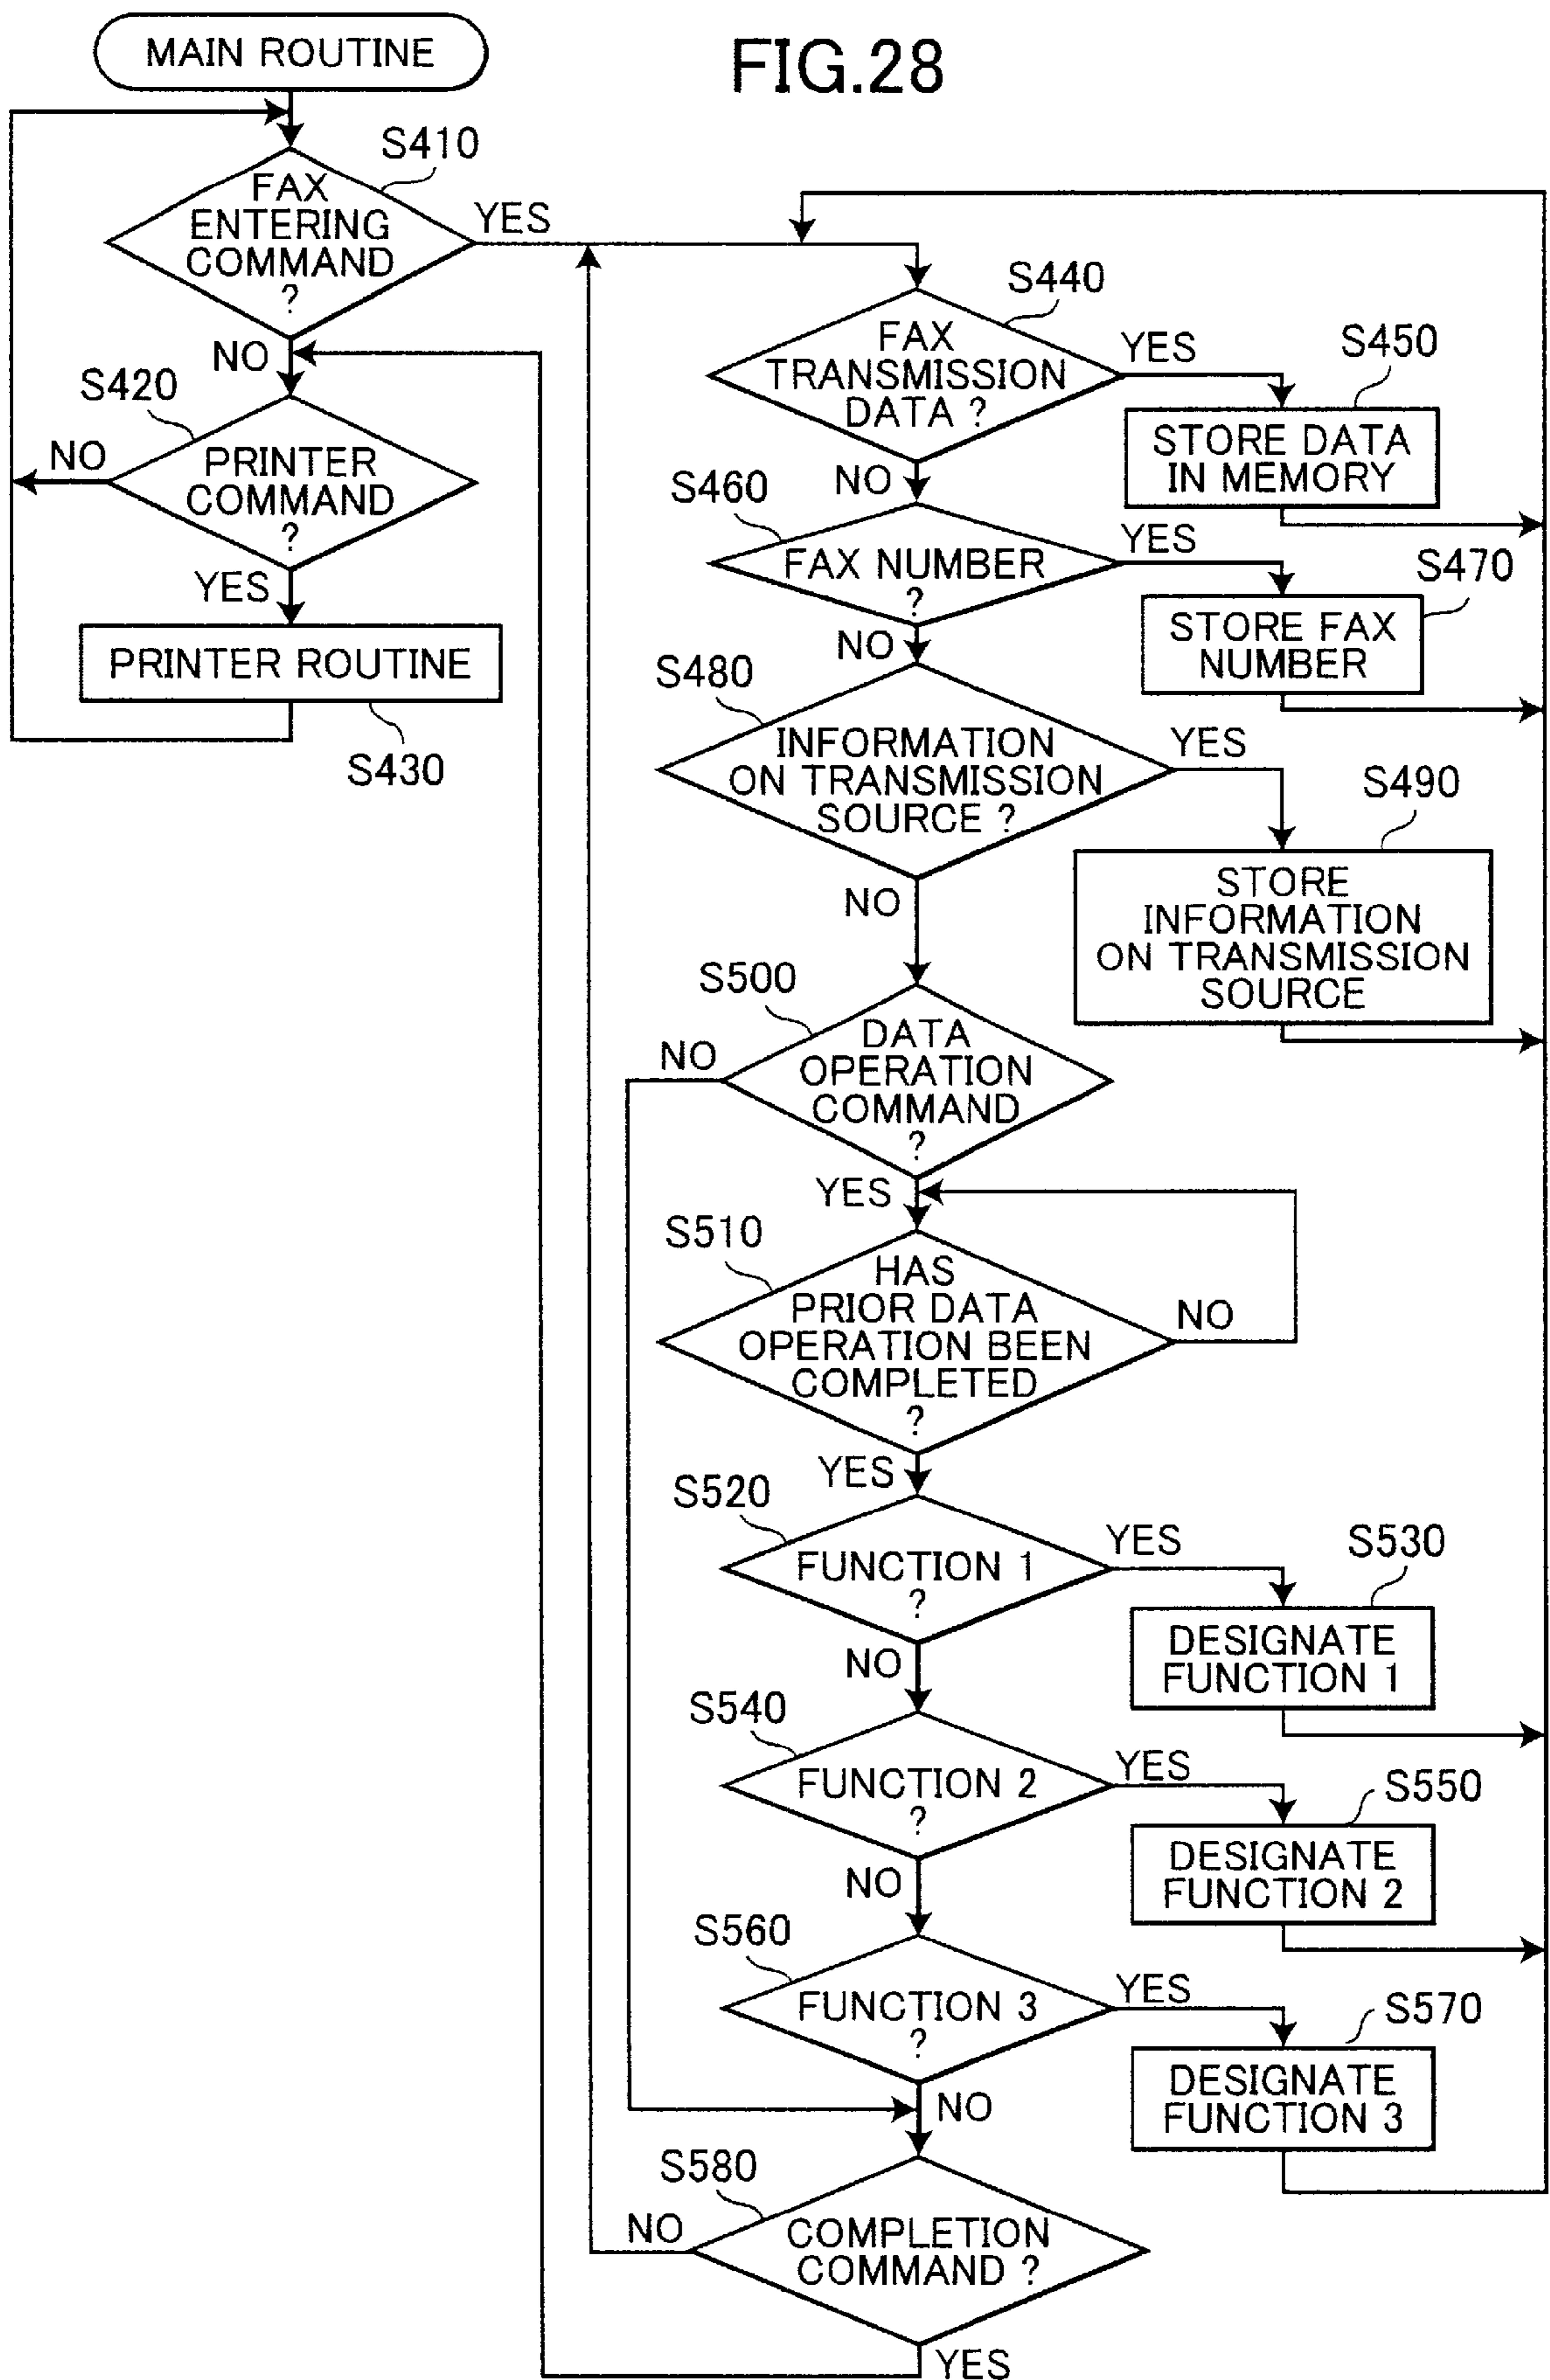 FIG.28
MAIN ROUTINE
S410
FAX
ENTERING
COMMAND
?
YES
NO
S420
PRINTER
COMMAND
?
NO
YES
PRINTER ROUTINE
S430
S440
FAX
TRANSMISSION
DATA ?
YES
S450
STORE DATA
IN MEMORY
NO
S460
FAX NUMBER
?
YES
S470
STORE FAX
NUMBER
NO
S480
INFORMATION
ON TRANSMISSION
SOURCE ?
YES
S490
STORE
INFORMATION
ON TRANSMISSION
SOURCE
NO
S500
DATA
OPERATION
COMMAND
?
NO
YES
S510
HAS
PRIOR DATA
OPERATION BEEN
COMPLETED
?
NO
YES
S520
FUNCTION 1
?
YES
S530
DESIGNATE
FUNCTION 1
NO
S540
FUNCTION 2
?
YES
S550
DESIGNATE
FUNCTION 2
NO
S560
FUNCTION 3
?
YES
S570
DESIGNATE
FUNCTION 3
NO
S580
COMPLETION
COMMAND ?
NO
YES